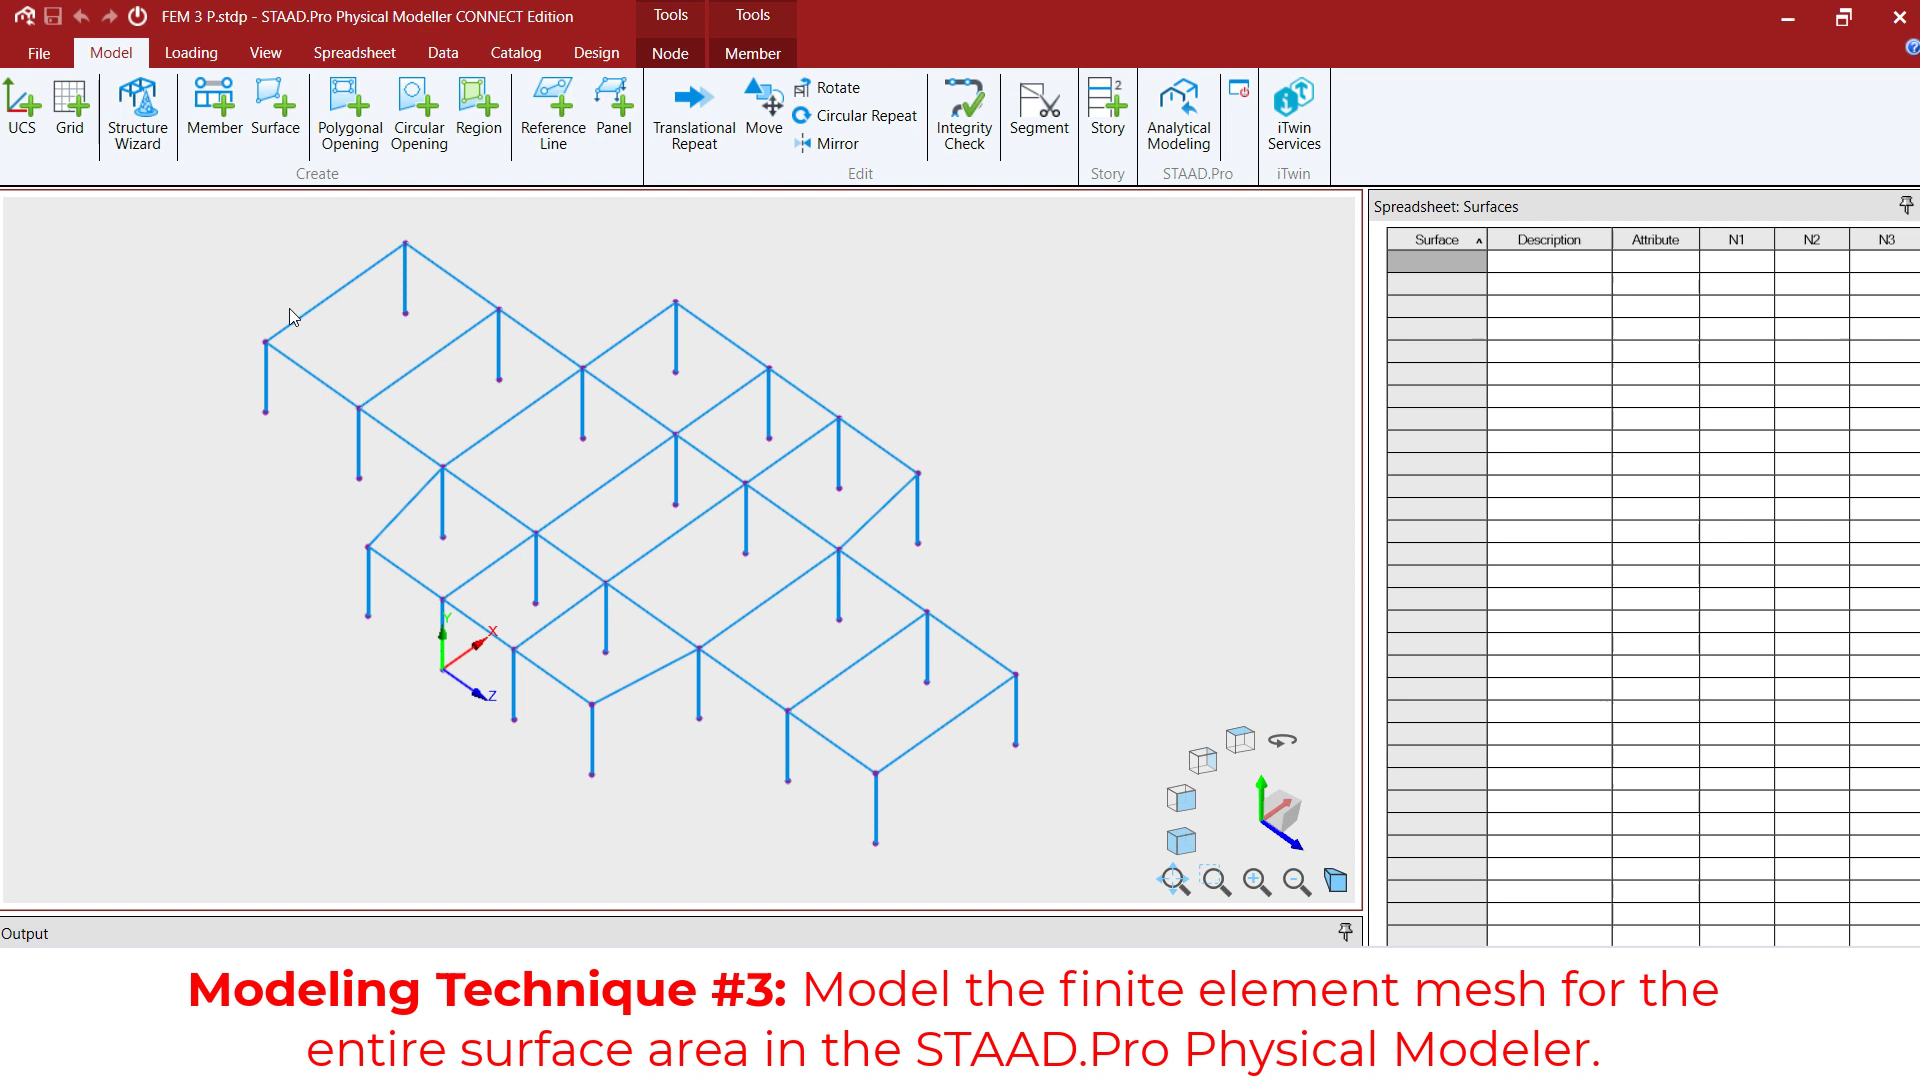 FEM 3 P.stdp - STAAD.Pro Physical Modeller CONNECT Edition
Tools
Tools
File
Model
Loading
View
Spreadsheet
Data
Catalog
Design
Node
Member
UCS
Grid
Structure
Wizard
Member
Surface
Polygonal
Opening
Circular
Opening
Region
Reference
Line
Panel
Translational
Repeat
Move
Rotate
Circular Repeat
Mirror
Integrity
Check
Segment
2
Story
Analytical
Modeling
iTwin
Services
Create
Edit
Story
STAAD.Pro
iTwin
Spreadsheet: Surfaces
Surface
Description
Attribute
N1
N2
N3
Y
X
Z
Output
Modeling Technique #3: Model the finite element mesh for the
entire surface area in the STAAD.Pro Physical Modeler.